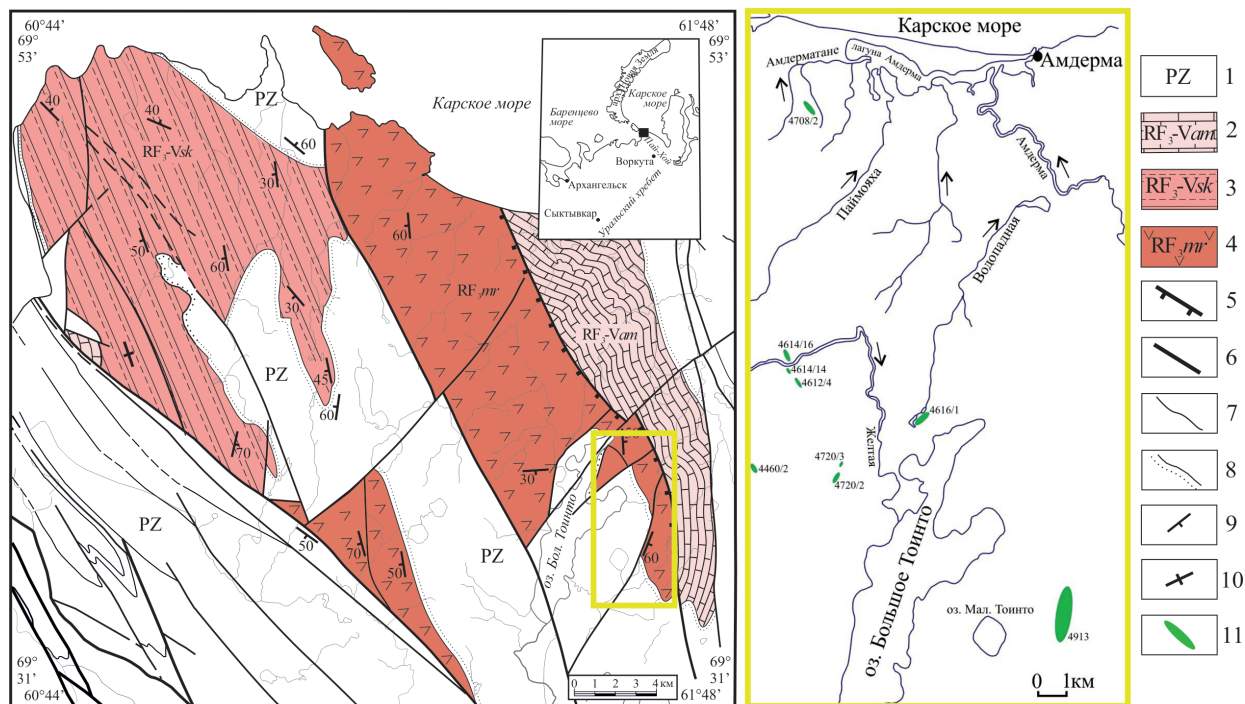 60°44'
69°
53'
61°48'
69°
53'
Карское море
Карское
море
Баренцево
море
Пай-Хой
Воркута
Архангельск
Сыктывкар
Уральский хребет
PZ
40
40
RF₃-Vsk
60
30
60
50
60
30
RF₃mr
RF₃-Vam
PZ
45
60
70
30
PZ
50
70
50
PZ
оз. Бол. Тоинто
60
69°
31'
60°44'
0 1 2 3 4 км
69°
31'
61°48'
Карское море
Амдерматане
лагуна Амдерма
Амдерма
4708/2
Амдерма
Паймояха
Водопадная
4614/16
4614/14
4612/4
4616/1
Желтая
4720/3
4460/2
4720/2
оз. Большое Тоинто
оз. Мал. Тоинто
4913
0 1км
PZ 1
RF₃-Vam 2
RF₃-Vsk 3
RF₃mr 4
5
6
7
8
9
10
11